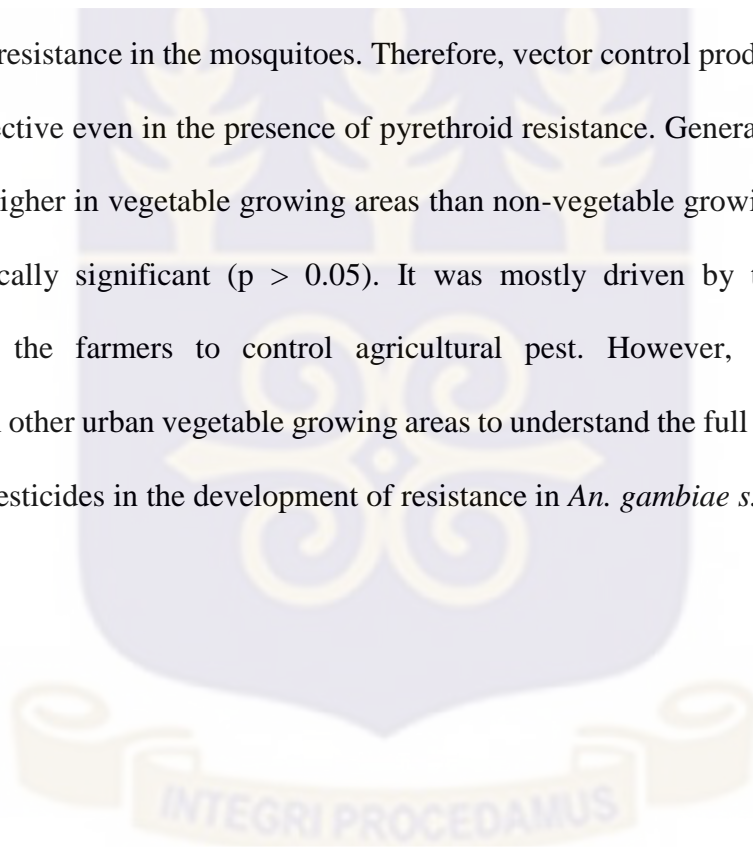 resistance in the mosquitoes. Therefore, vector control prod
ective even in the presence of pyrethroid resistance. Genera
igher in vegetable growing areas than non-vegetable growi
cally significant (p > 0.05). It was mostly driven by t
the farmers to control agricultural pest. However,
other urban vegetable growing areas to understand the full
esticides in the development of resistance in An. gambiae s.
INTEGRI PROCEDAMUS